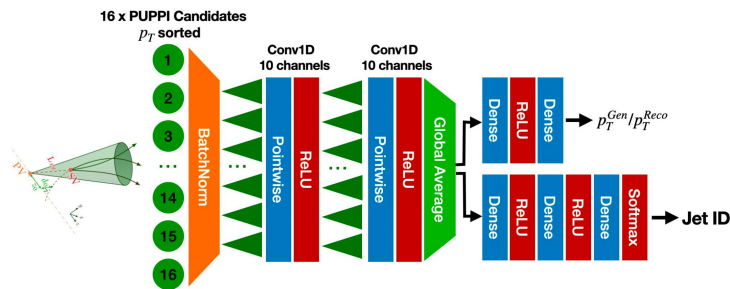 16 x PUPPI Candidates
p_T sorted
1
2
3
...
14
15
16
PV
SV
BatchNorm
...
Conv1D
10 channels
Pointwise
ReLU
...
Conv1D
10 channels
Pointwise
ReLU
Global Average
Dense
ReLU
Dense
p_T^Gen/p_T^Reco
Dense
ReLU
Dense
ReLU
Dense
Softmax
Jet ID